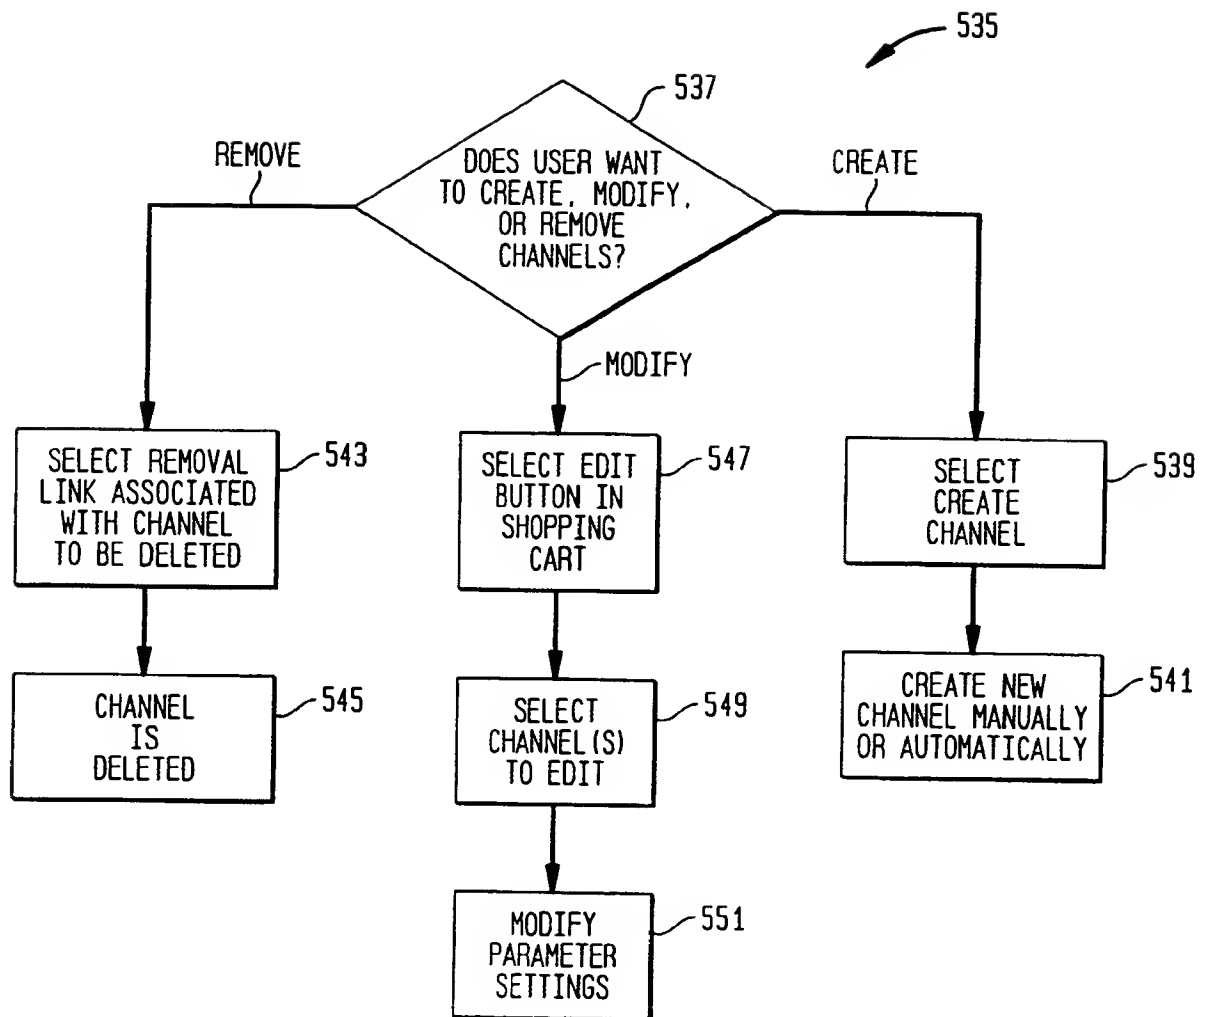 535
537
DOES USER WANT
TO CREATE, MODIFY,
OR REMOVE
CHANNELS?
REMOVE
CREATE
MODIFY
SELECT REMOVAL
LINK ASSOCIATED
WITH CHANNEL
TO BE DELETED
543
SELECT EDIT
BUTTON IN
SHOPPING
CART
547
SELECT
CREATE
CHANNEL
539
CHANNEL
IS
DELETED
545
SELECT
CHANNEL(S)
TO EDIT
549
CREATE NEW
CHANNEL MANUALLY
OR AUTOMATICALLY
541
MODIFY
PARAMETER
SETTINGS
551